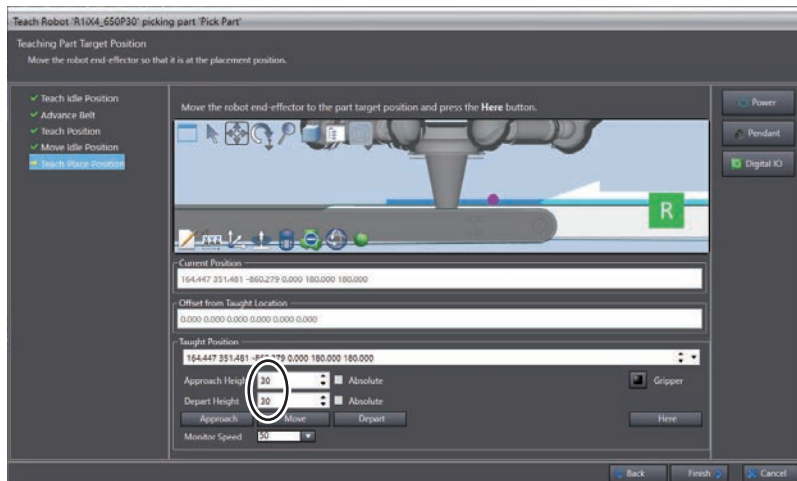 Teach Robot 'R1iX4_650P30' picking part 'Pick Part'
Teaching Part Target Position
Move the robot end-effector so that it is at the placement position.
Teach Idle Position
Advance Belt
Teach Position
Move Idle Position
Teach Place Position
Move the robot end-effector to the part target position and press the Here button.
R
Power
Pendant
Digital IO
Current Position
164.447 351.481 -860.279 0.000 180.000 180.000
Offset from Taught Location
0.000 0.000 0.000 0.000 0.000 0.000
Taught Position
164.447 351.481 -860.279 0.000 180.000 180.000
Approach Height 30 Absolute Gripper
Depart Height 30 Absolute
Approach Move Depart Here
Monitor Speed 50
Back Finish Cancel